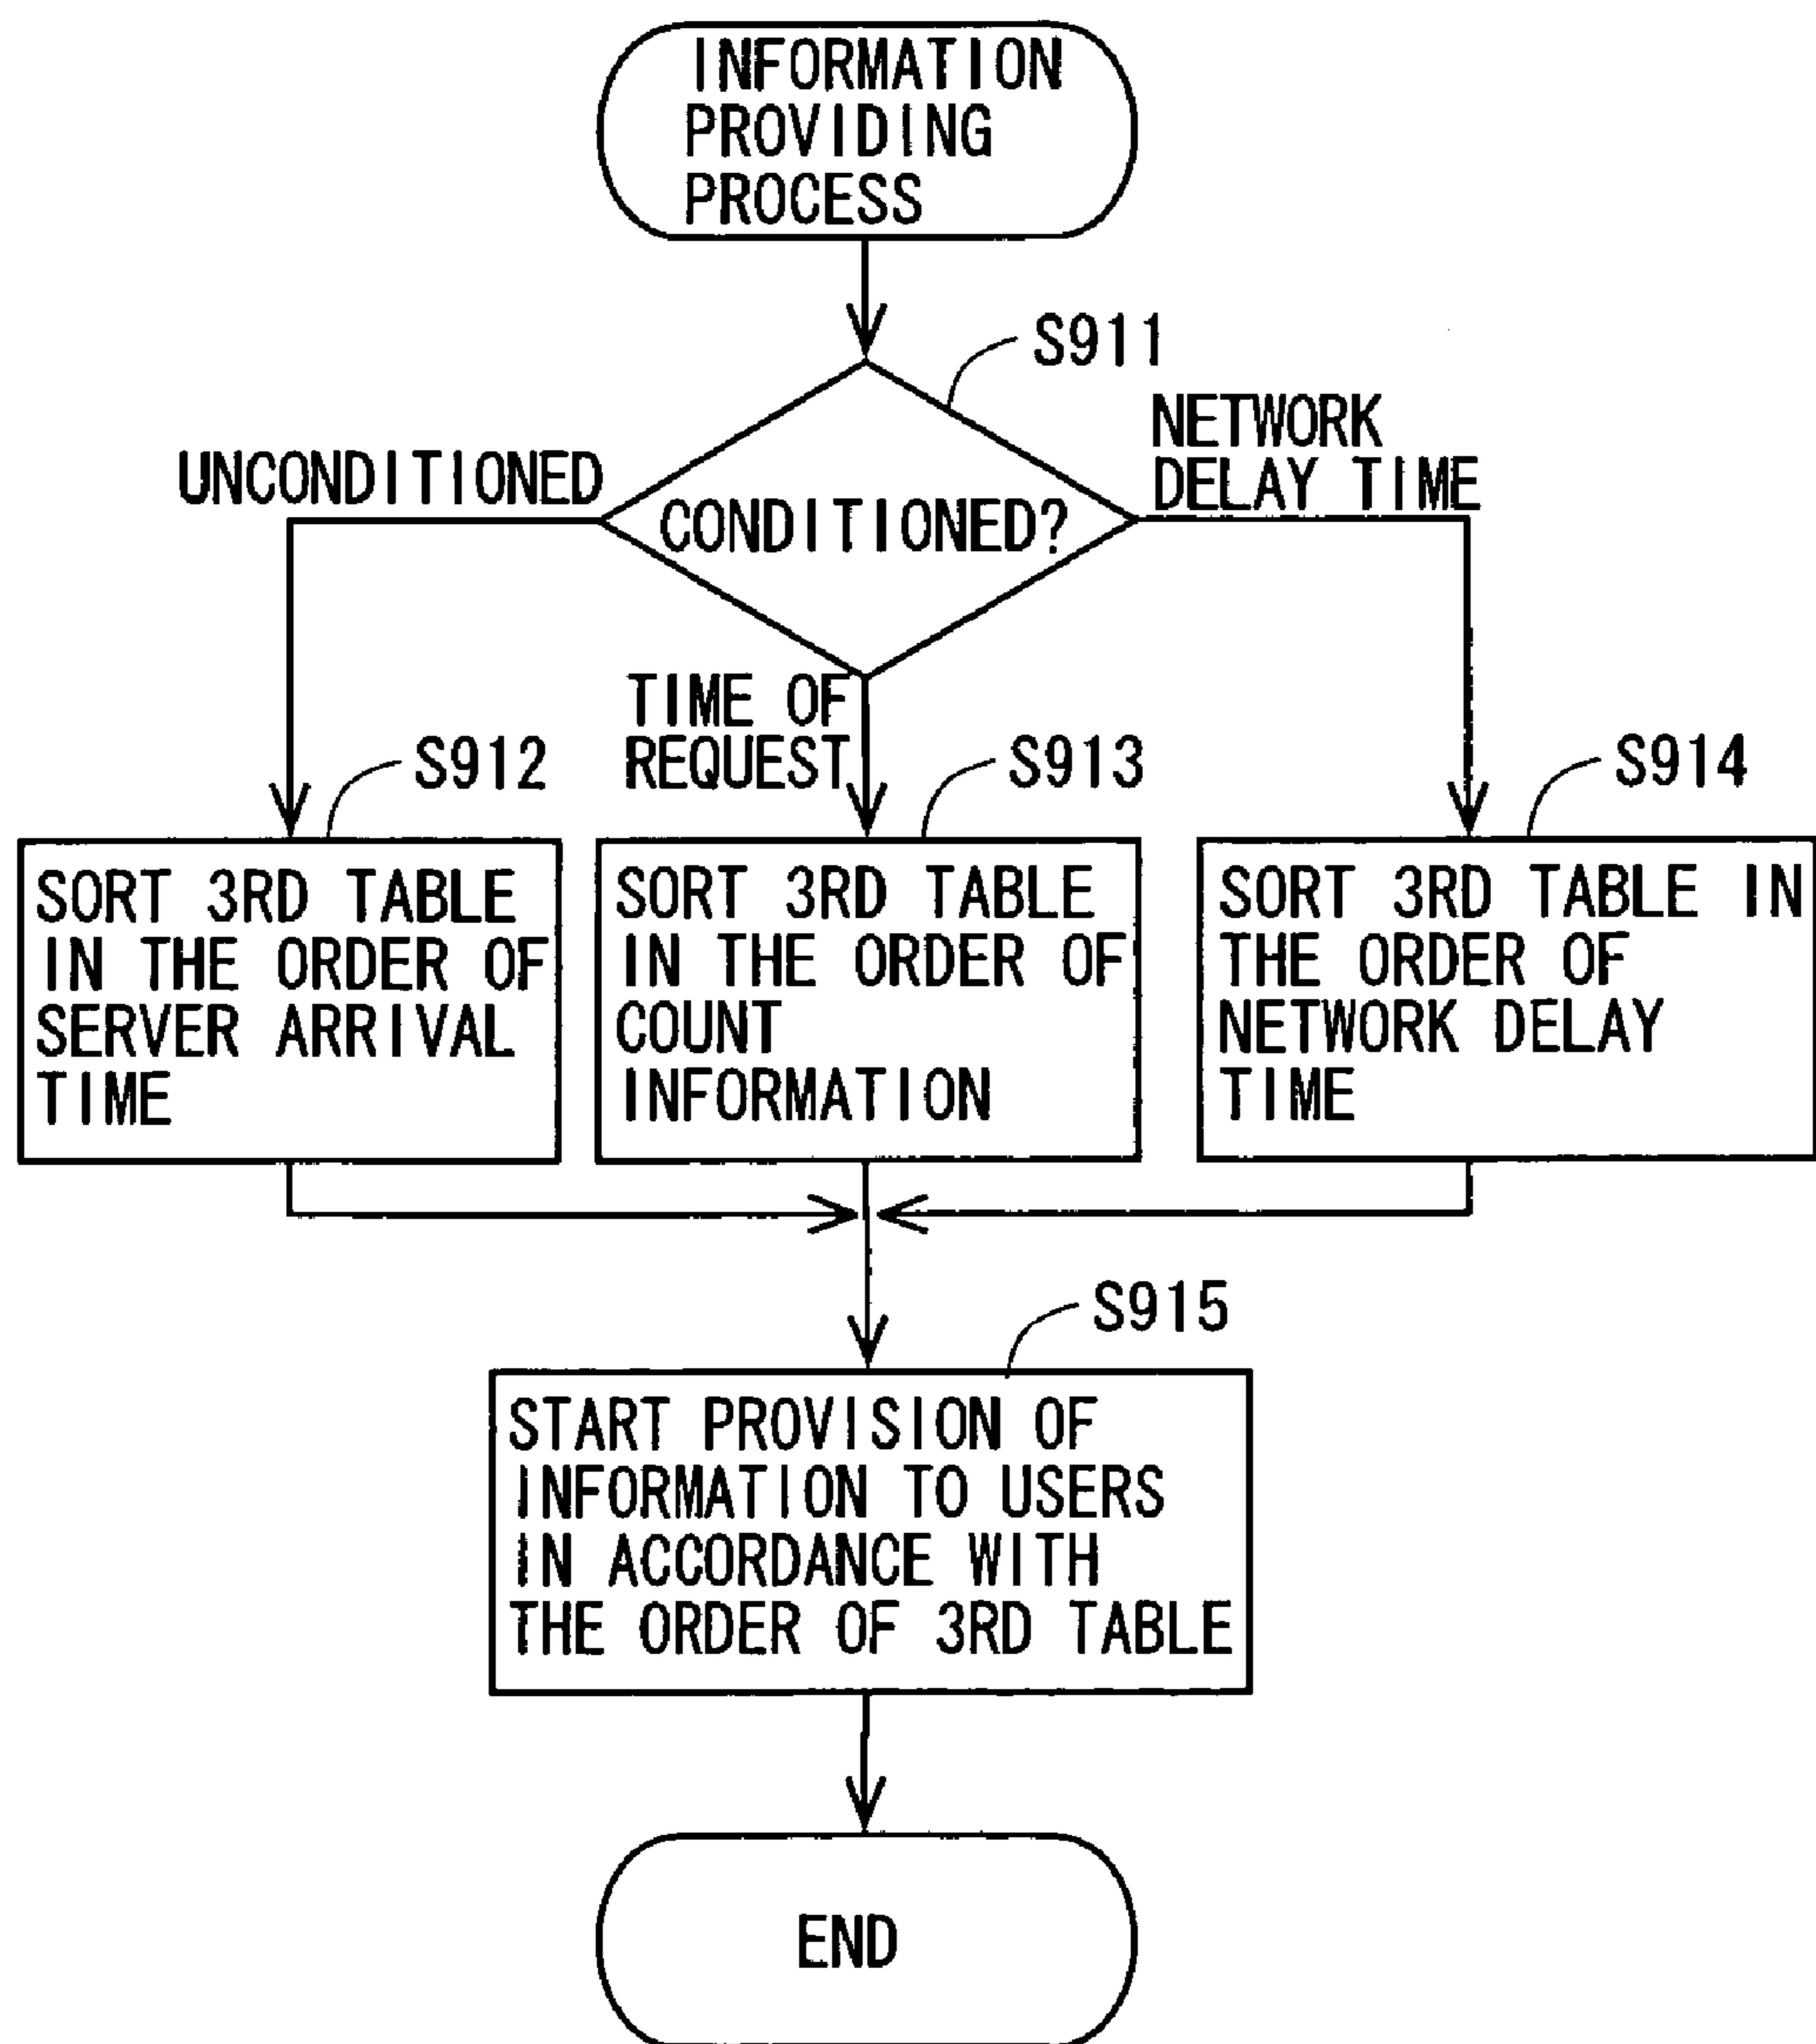 INFORMATION
PROVIDING
PROCESS
S911
NETWORK
DELAY TIME
UNCONDITIONED
CONDITIONED?
TIME OF
REQUEST
S912
S913
S914
SORT 3RD TABLE
IN THE ORDER OF
SERVER ARRIVAL
TIME
SORT 3RD TABLE
IN THE ORDER OF
COUNT
INFORMATION
SORT 3RD TABLE IN
THE ORDER OF
NETWORK DELAY
TIME
S915
START PROVISION OF
INFORMATION TO USERS
IN ACCORDANCE WITH
THE ORDER OF 3RD TABLE
END